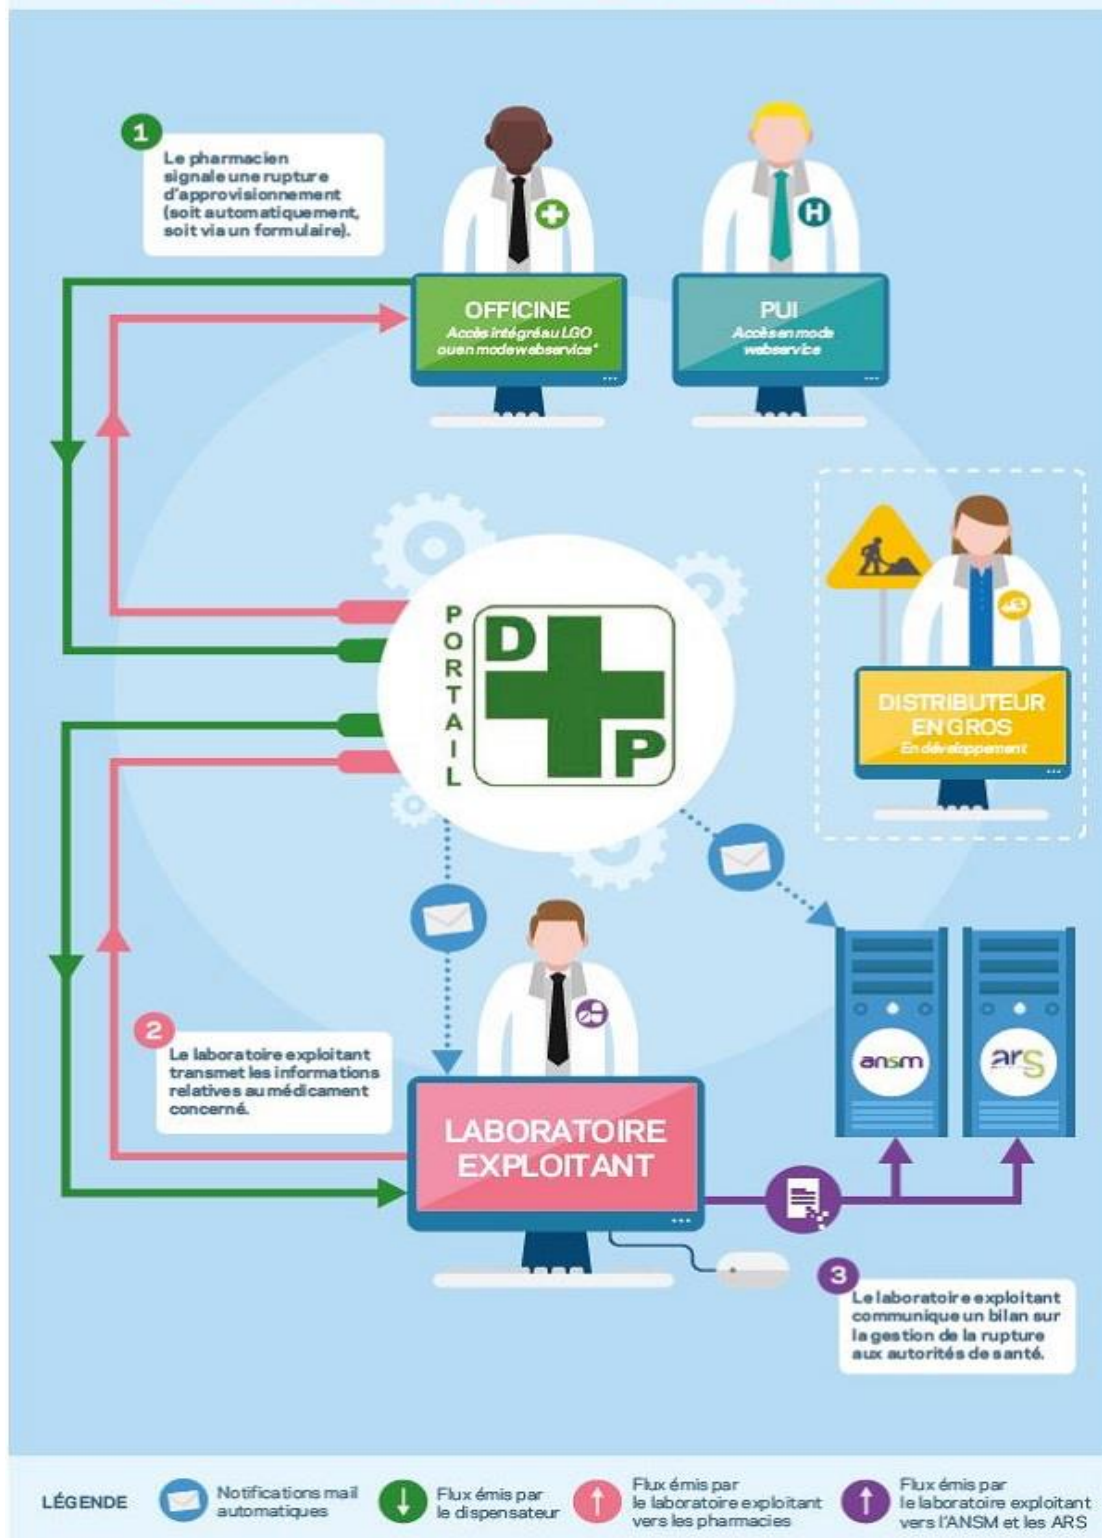 1
Le pharmacien
signale une rupture
d'approvisionnement
(soit automatiquement,
soit via un formulaire).
H
OFFICINE
Accès intégré au LGO
ou en mode webservice*
PUI
Accès en mode
webservice
PORTAIL
D
P
DISTRIBUTEUR
EN GROS
En développement
2
Le laboratoire exploitant
transmet les informations
relatives au médicament
concerné.
LABORATOIRE
EXPLOITANT
ansm
ars
3
Le laboratoire exploitant
communique un bilan sur
la gestion de la rupture
aux autorités de santé.
LÉGENDE
Notifications mail
automatiques
Flux émis par
le dispensateur
Flux émis par
le laboratoire exploitant
vers les pharmacies
Flux émis par
le laboratoire exploitant
vers l'ANSM et les ARS